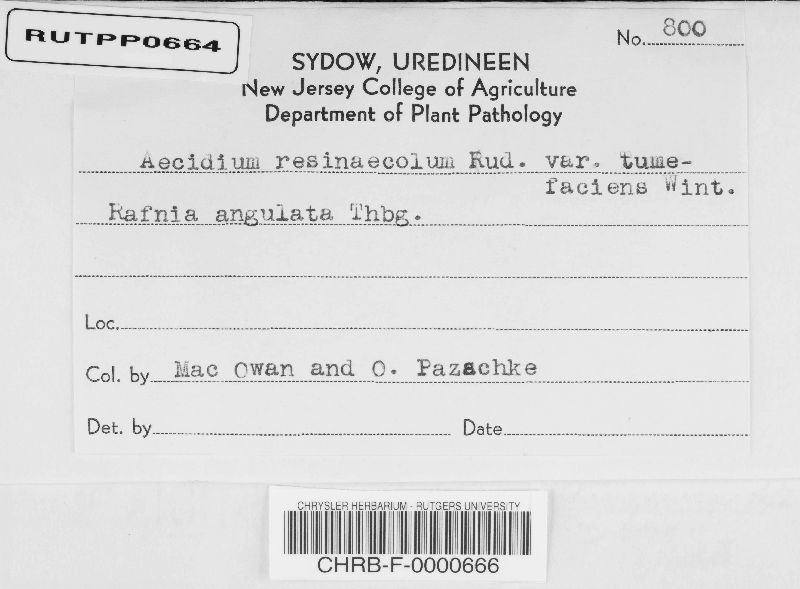 RUTPP0664
No. 800
SYDOW, UREDINEEN
New Jersey College of Agriculture
Department of Plant Pathology
Aecidium resinaecolum Rud. var. tume-
faciens Wint.
Rafnia angulata Thbg.
Loc.
Col. by Mac Owan and O. Pazschke
Det. by Date
CHRYSLER HERBARIUM - RUTGERS UNIVERSITY
CHRB-F-0000666